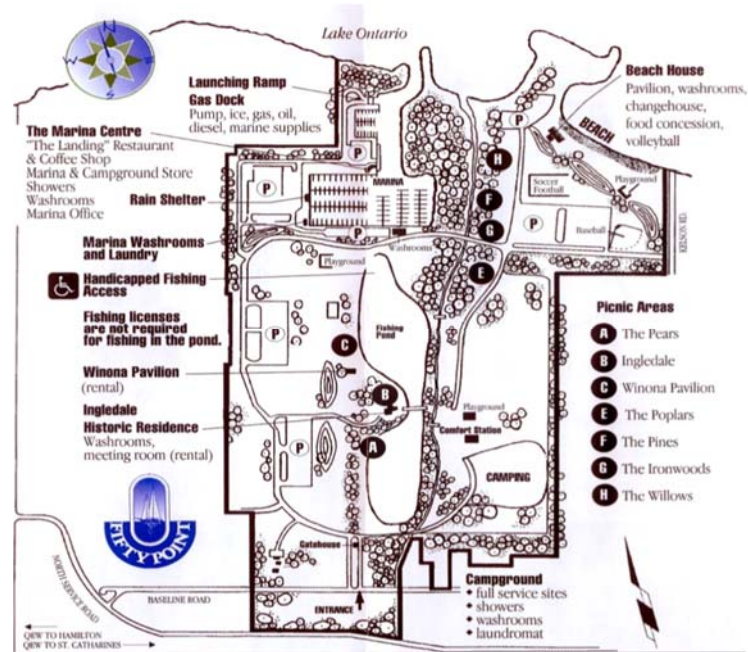 Lake Ontario
N
E
S
W
Launching Ramp
Gas Dock
Pump, ice, gas, oil,
diesel, marine supplies
Beach House
Pavilion, washrooms,
changehouse,
food concession,
volleyball
The Marina Centre
"The Landing" Restaurant
& Coffee Shop
Marina & Campground Store
Showers
Washrooms
Marina Office
P
P
BEACH
H
P
MARINA
Soccer
Football
Playground
Rain Shelter
F
P
G
Baseball
KELSON RD.
P
Washrooms
Marina Washrooms
and Laundry
Playground
E
Handicapped Fishing
Access
Fishing licenses
are not required
for fishing in the pond.
P
C
Fishing
Pond
Picnic Areas
A The Pears
B Ingledale
C Winona Pavilion
E The Poplars
F The Pines
G The Ironwoods
H The Willows
Winona Pavilion
(rental)
B
Ingledale
Historic Residence
Washrooms,
meeting room (rental)
Playground
Comfort Station
P
A
CAMPING
FIFTY POINT
Gatehouse
NORTH SERVICE ROAD
BASELINE ROAD
ENTRANCE
Campground
♦ full service sites
♦ showers
♦ washrooms
♦ laundromat
QEW TO HAMILTON
QEW TO ST. CATHARINES